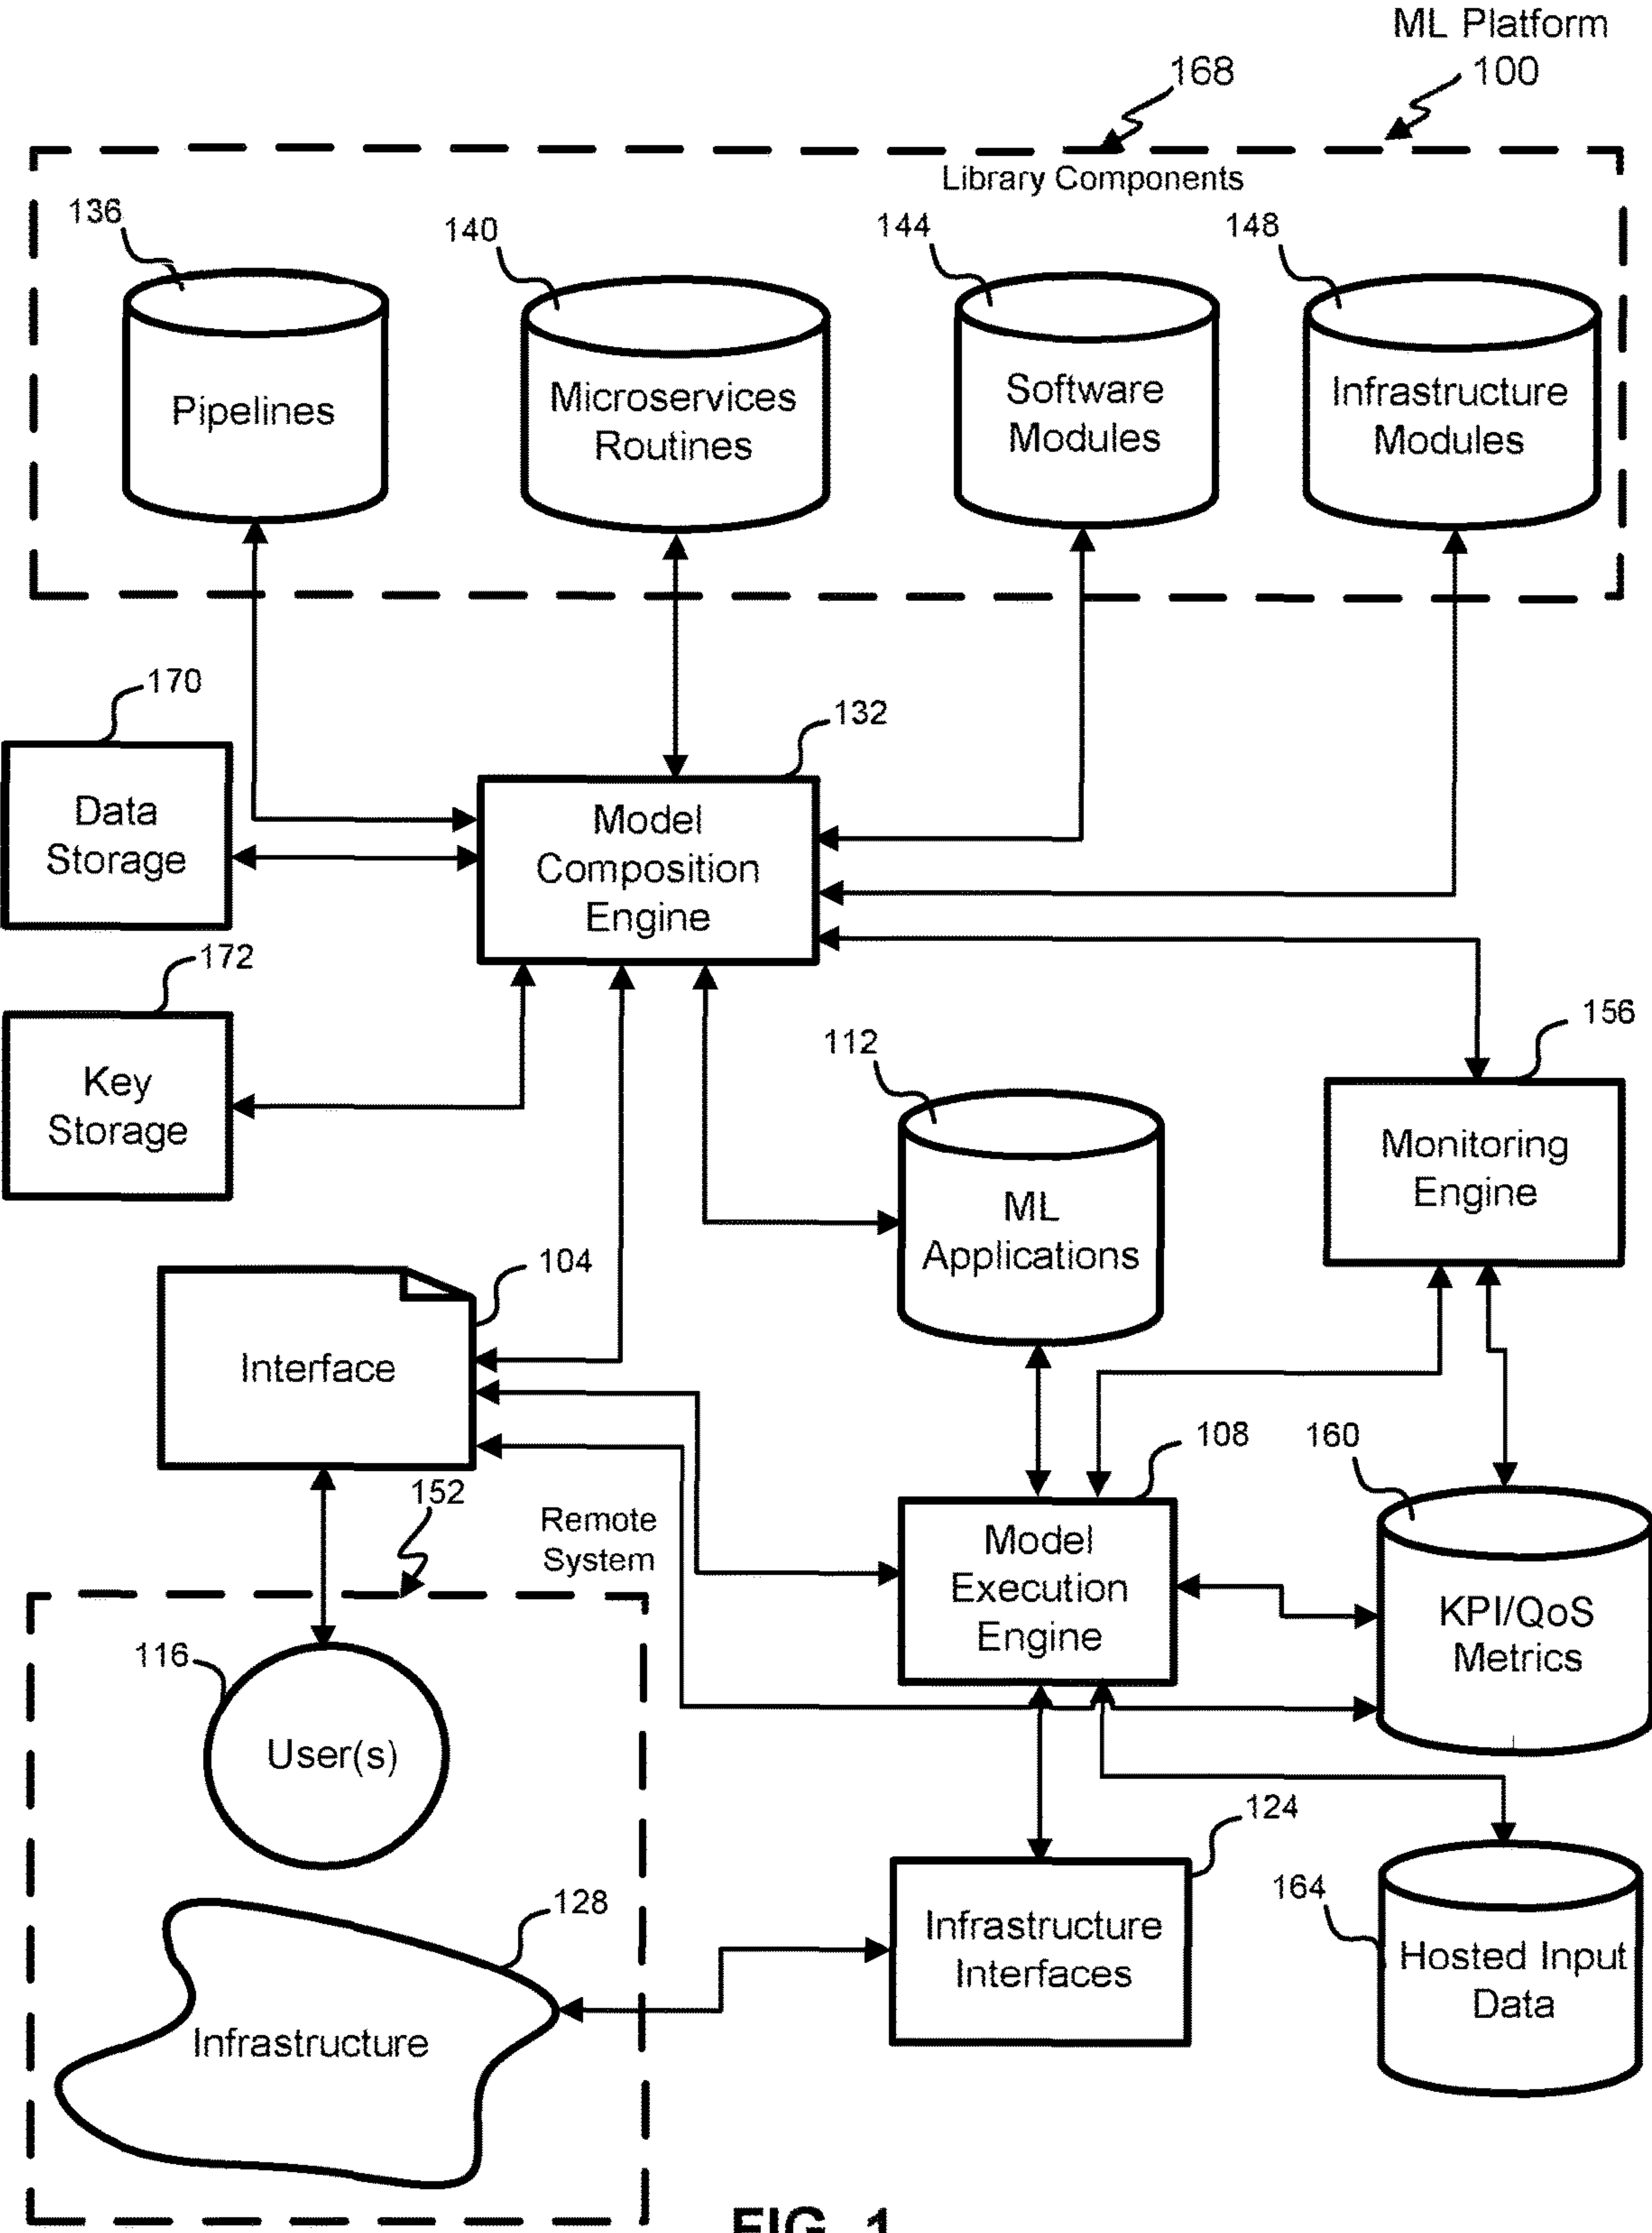 ML Platform
168
100
Library Components
136
140
144
148
Pipelines
Microservices
Routines
Software
Modules
Infrastructure
Modules
170
132
Data
Storage
Model
Composition
Engine
172
156
112
Key
Storage
Monitoring
Engine
ML
Applications
104
Interface
108
160
152
Remote
System
Model
Execution
Engine
KPI/QoS
Metrics
116
User(s)
124
128
164
Infrastructure
Interfaces
Hosted Input
Data
Infrastructure
FIG. 1